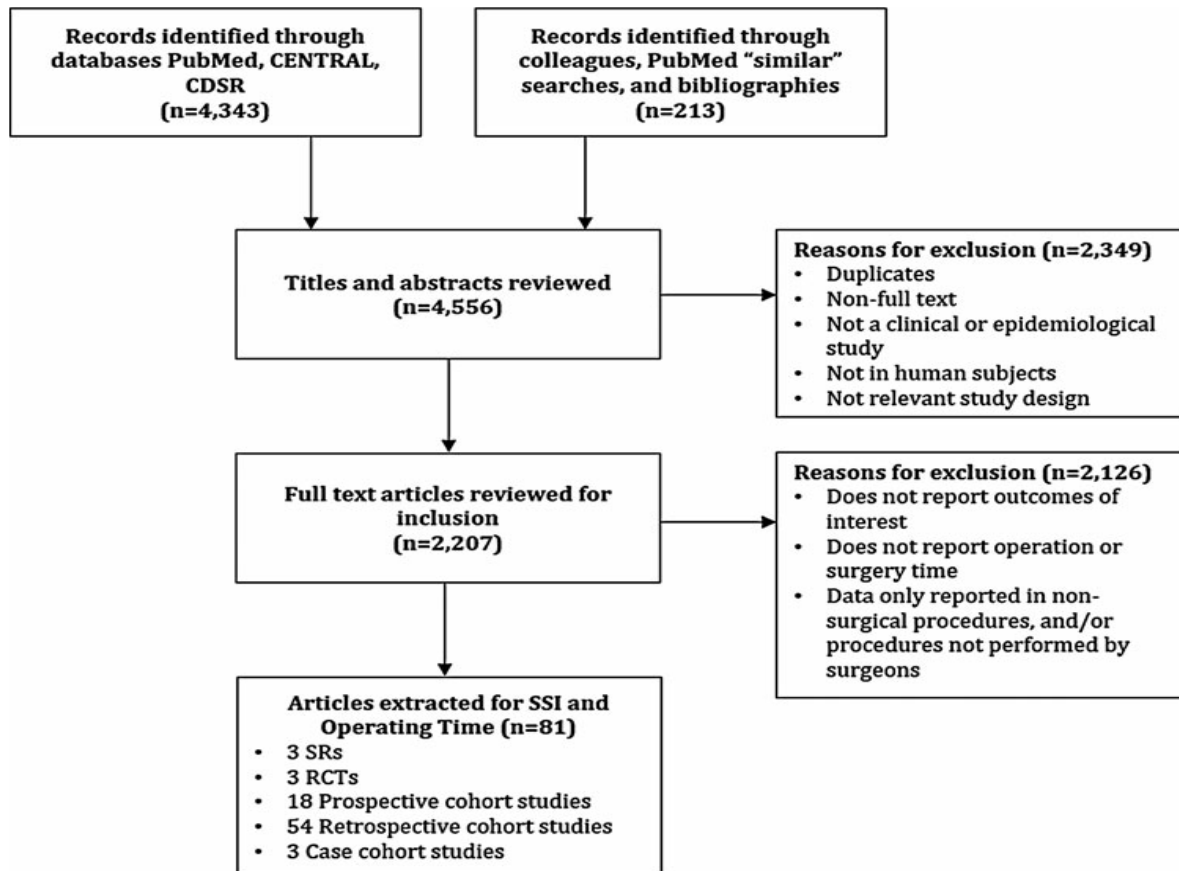 Records identified through
databases PubMed, CENTRAL,
CDSR
(n=4,343)
Records identified through
colleagues, PubMed “similar”
searches, and bibliographies
(n=213)
Titles and abstracts reviewed
(n=4,556)
Reasons for exclusion (n=2,349)
• Duplicates
• Non-full text
• Not a clinical or epidemiological
study
• Not in human subjects
• Not relevant study design
Full text articles reviewed for
inclusion
(n=2,207)
Reasons for exclusion (n=2,126)
• Does not report outcomes of
interest
• Does not report operation or
surgery time
• Data only reported in non-
surgical procedures, and/or
procedures not performed by
surgeons
Articles extracted for SSI and
Operating Time (n=81)
• 3 SRs
• 3 RCTs
• 18 Prospective cohort studies
• 54 Retrospective cohort studies
• 3 Case cohort studies